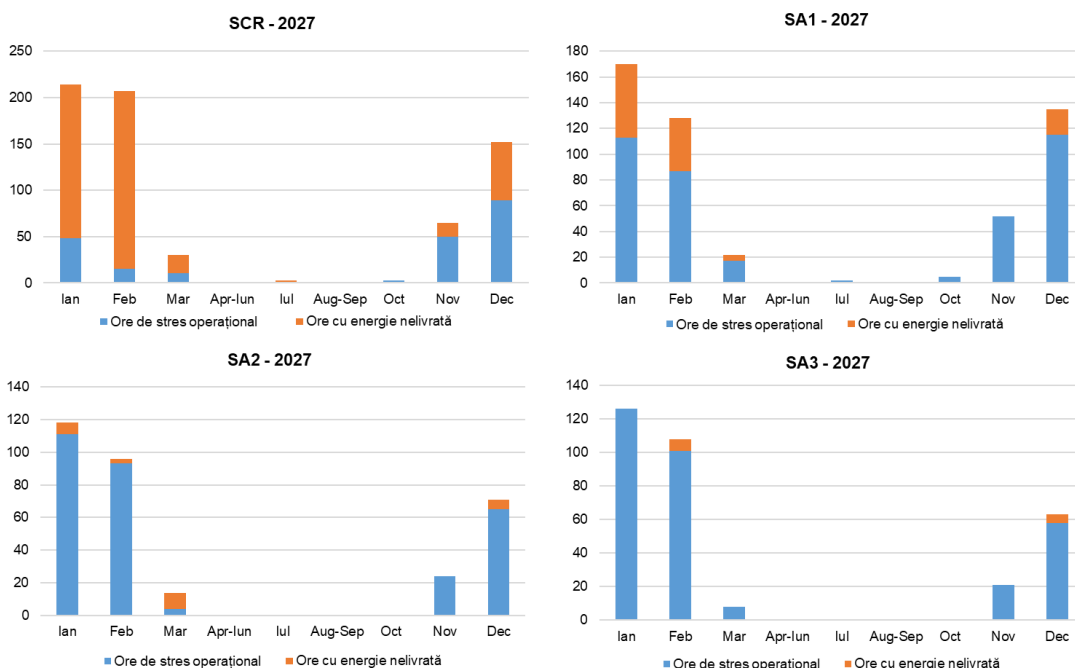 SCR - 2027
250
200
150
100
50
0
Ian Feb Mar Apr-Iun Iul Aug-Sep Oct Nov Dec
Ore de stres operațional Ore cu energie nelivrată
SA1 - 2027
180
160
140
120
100
80
60
40
20
0
Ian Feb Mar Apr-Iun Iul Aug-Sep Oct Nov Dec
Ore de stres operațional Ore cu energie nelivrată
SA2 - 2027
140
120
100
80
60
40
20
0
Ian Feb Mar Apr-Iun Iul Aug-Sep Oct Nov Dec
Ore de stres operațional Ore cu energie nelivrată
SA3 - 2027
140
120
100
80
60
40
20
0
Ian Feb Mar Apr-Iun Iul Aug-Sep Oct Nov Dec
Ore de stres operațional Ore cu energie nelivrată